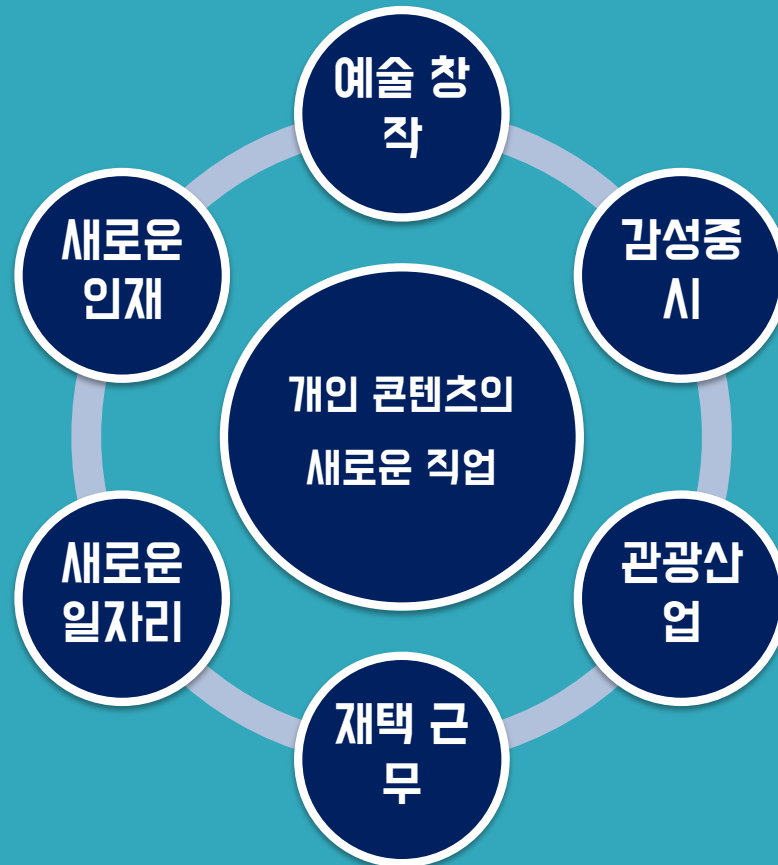 예술 창
작
새로운
인재
감성중
시
개인 콘텐츠의
새로운 직업
새로운
일자리
관광산
업
재택 근
무